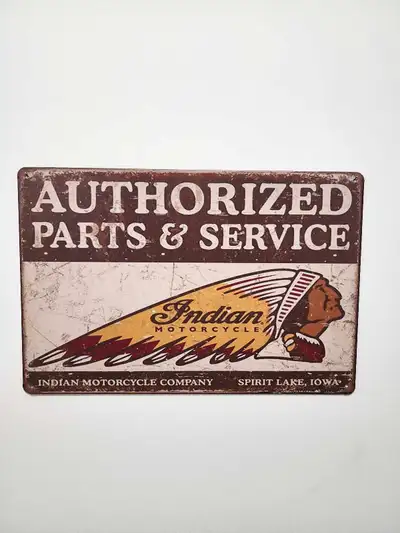 AUTHORIZED
PARTS & SERVICE
Indian
MOTORCYCLE
INDIAN MOTORCYCLE COMPANY SPIRIT LAKE, IOWA